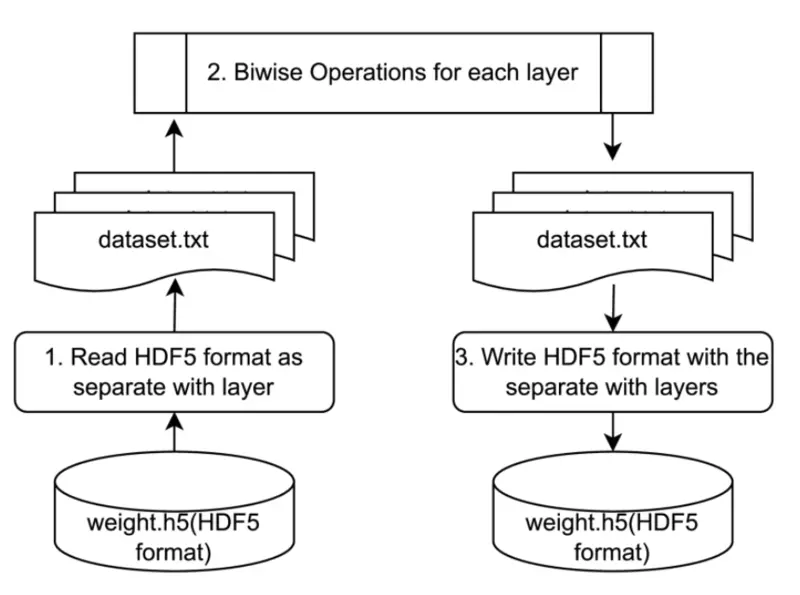 2. Biwise Operations for each layer
dataset.txt
dataset.txt
1. Read HDF5 format as
separate with layer
3. Write HDF5 format with the
separate with layers
weight.h5(HDF5
format)
weight.h5(HDF5
format)